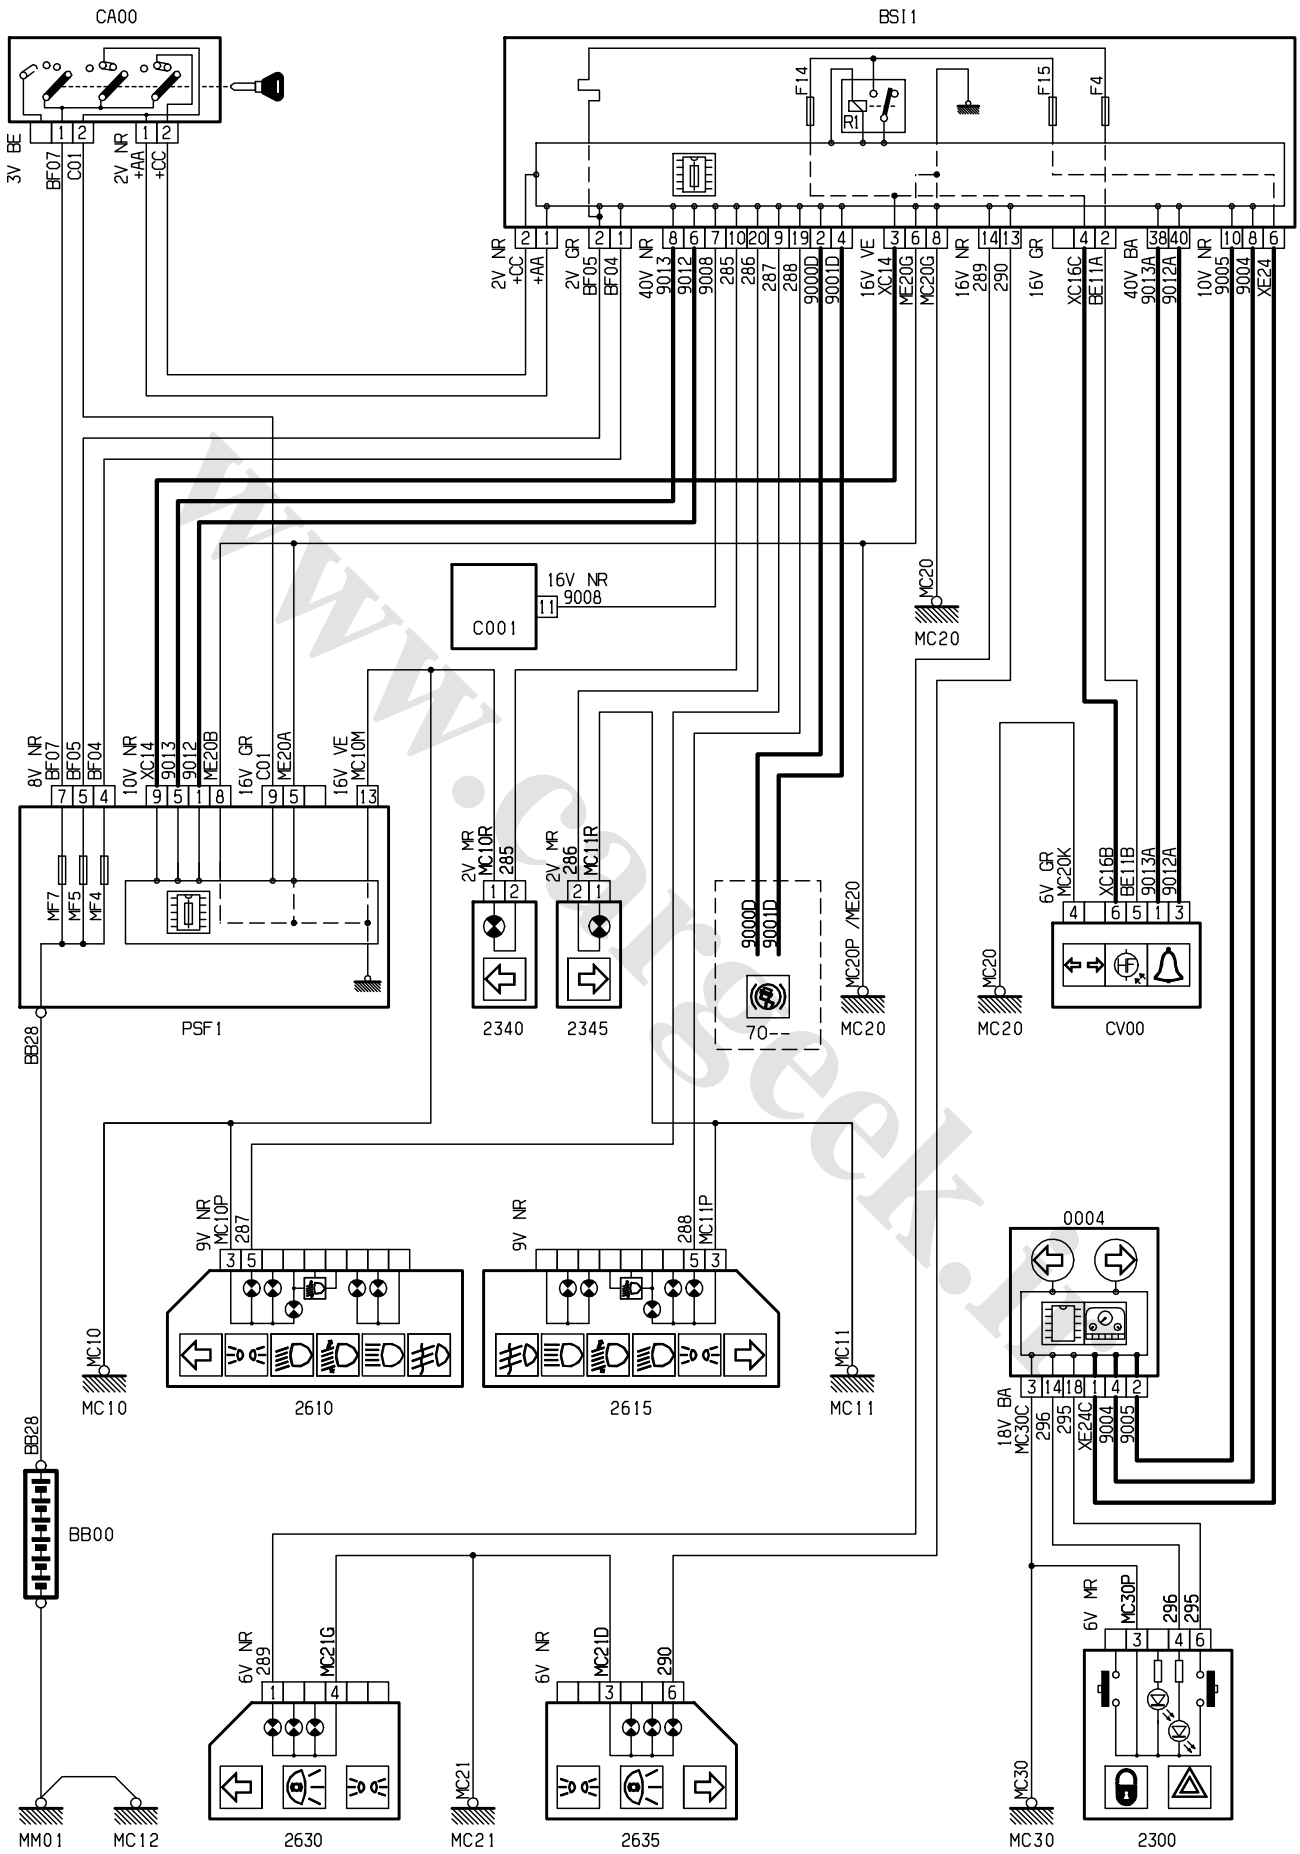 CA00
BSI1
F14
F15
F4
R1
1 2 1 2
3V BE
BF07
C01
2V NR
+AA
+CC
2 1 2 1 8 6 7 10 20 9 19 2 4 3 6 8 14 13 4 2 38 40 10 8 6
2V NR
+CC
+AA
2V GR
BF05
BF04
40V NR
9013
9012
9008
285
286
287
288
9000D
9001D
16V VE
XC14
ME20G
MC20G
16V NR
289
290
16V GR
XC16C
BE11A
40V BA
9013A
9012A
10V NR
9005
9004
XE24
MC20
MC20
16V NR
9008
11
C001
8V NR
BF07
BF05
BF04
10V NR
XC14
9013
9012
ME20B
16V GR
C01
ME20A
16V VE
MC10M
7 5 4 9 5 1 8 9 5 13
MF7
MF5
MF4
PSF1
BB28
2V MR
MC10R
285
1 2
2340
2V MR
286
MC11R
2 1
2345
9000D
9001D
70--
MC20P /ME20
MC20
MC20
MC20
6V GR
MC20K
XC16B
BE11B
9013A
9012A
4 6 5 1 3
HF
CV00
9V NR
MC10P
287
3 5
2610
MC10
MC10
9V NR
288
MC11P
5 3
2615
MC11
MC11
0004
3 14 18 1 4 2
18V BA
MC30C
296
295
XE24C
9004
9005
BB28
BB00
MM01
MC12
6V NR
289
MC21G
1 4
2630
MC21
MC21
6V NR
MC21D
290
3 6
2635
MC30
MC30
6V MR
MC30P
296
295
3 4 6
2300
www.cargeek.ir